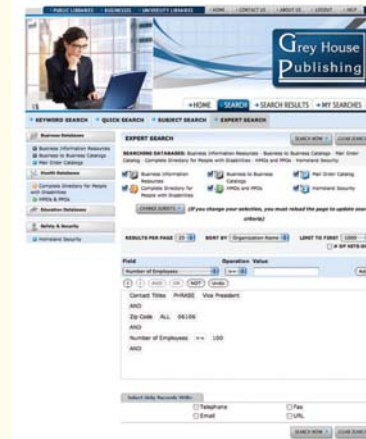 PUBLIC LIBRARIES BUSINESSES UNIVERSITY LIBRARIES HOME CONTACT US ABOUT US LOGOUT HELP
Grey House
Publishing
HOME SEARCH SEARCH RESULTS MY SEARCHES
KEYWORD SEARCH QUICK SEARCH SUBJECT SEARCH EXPERT SEARCH
Business Databases
Business Information Resources
Business to Business Catalogs
Mail Order Catalogs
Health Databases
Complete Directory for People with Disabilities
HMOs & PPOs
Education Databases
Safety & Security
Homeland Security
EXPERT SEARCH
SEARCH NOW CLEAR SEARCH
SEARCHING DATABASES: Business Information Resources - Business to Business Catalogs - Mail Order
Catalog - Complete Directory for People with Disabilities - HMOs and PPOs - Homeland Security
Business Information Resources
Business to Business Catalogs
Mail Order Catalog
Complete Directory for People with Disabilities
HMOs and PPOs
Homeland Security
CHANGE SUBSETS (If you change your selection, you must reload the page to update search
criteria)
RESULTS PER PAGE 25 SORT BY Organization Name LIMIT TO FIRST 1000
# OF HITS
Field Operation Value
Number of Employees >=
( ) AND OR NOT Undo
Contact Titles PHRASE Vice President
AND
Zip Code ALL 06106
AND
Number of Employees >= 100
AND
Select Only Records With:
Telephone Fax
Email URL
SEARCH NOW CLEAR SEARCH